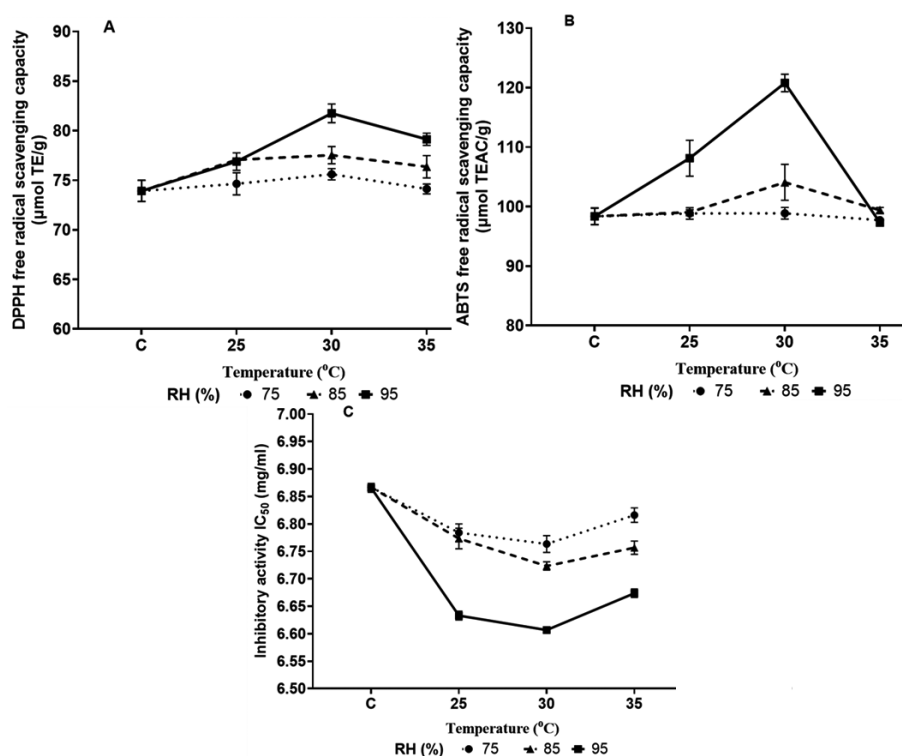 A
DPPH free radical scavenging capacity
(µmol TE/g)
90
85
80
75
70
65
60
C 25 30 35
Temperature (⁰C)
RH (%) 75 85 95
B
ABTS free radical scavenging capacity
(µmol TEAC/g)
130
120
110
100
90
80
C 25 30 35
Temperature (⁰C)
RH (%) 75 85 95
C
Inhibitory activity IC₅₀ (mg/ml)
7.00
6.95
6.90
6.85
6.80
6.75
6.70
6.65
6.60
6.55
6.50
C 25 30 35
Temperature (⁰C)
RH (%) 75 85 95